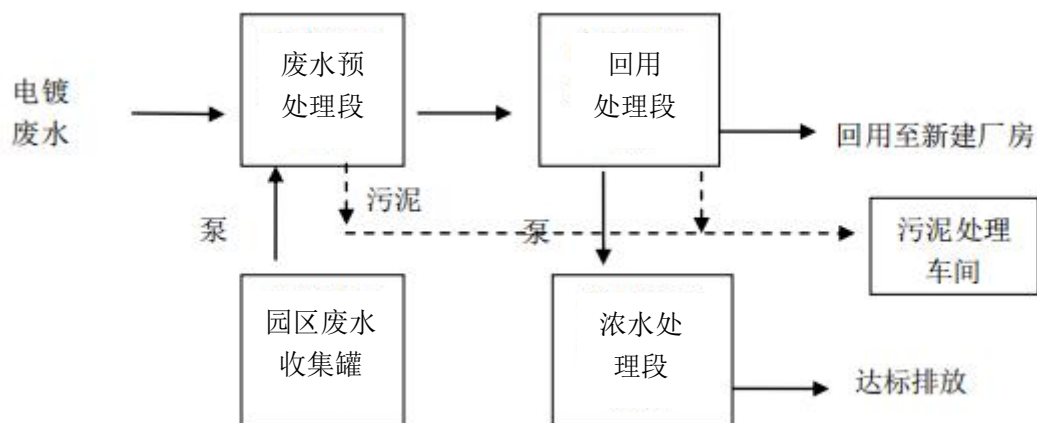 电镀
废水
废水预
处理段
回用
处理段
回用至新建厂房
污泥
泵
泵
污泥处理
车间
园区废水
收集罐
浓水处
理段
达标排放